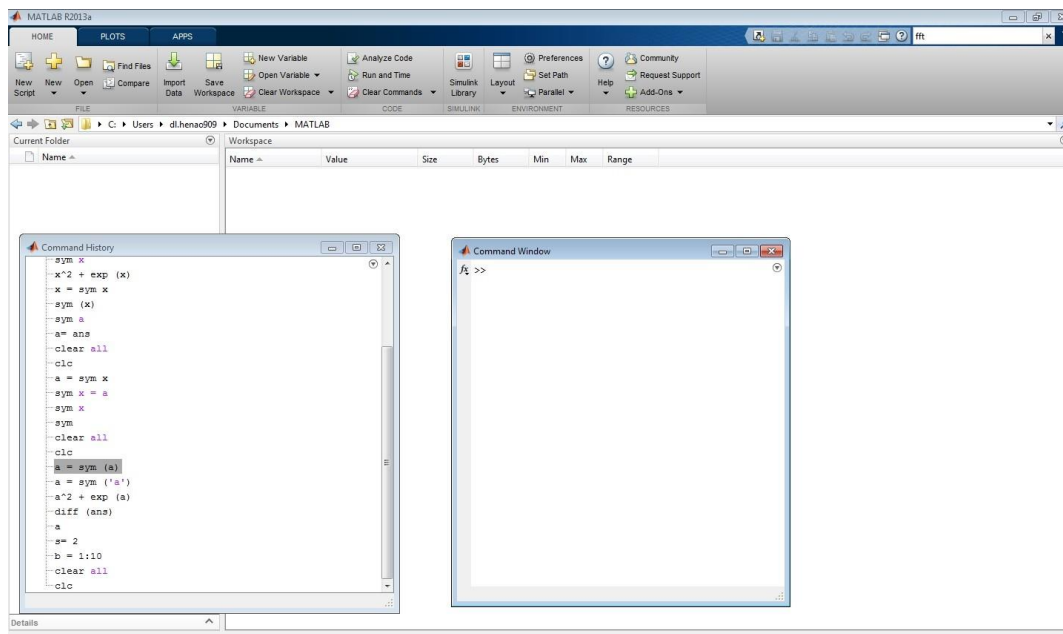 MATLAB R2013a
HOME PLOTS APPS fft
New Script New Open Find Files Compare Import Data Save Workspace New Variable Open Variable Clear Workspace Analyze Code Run and Time Clear Commands Simulink Library Layout Preferences Set Path Parallel Help Community Request Support Add-Ons
FILE VARIABLE CODE SIMULINK ENVIRONMENT RESOURCES
C: Users dl.henao909 Documents MATLAB
Current Folder Workspace
Name Name Value Size Bytes Min Max Range
Command History
sym x
x^2 + exp (x)
x = sym x
sym (x)
sym a
a= ans
clear all
clc
a = sym x
sym x = a
sym x
sym
clear all
clc
a = sym (a)
a = sym ('a')
a^2 + exp (a)
diff (ans)
a
s= 2
b = 1:10
clear all
clc
Command Window
fx >>
Details